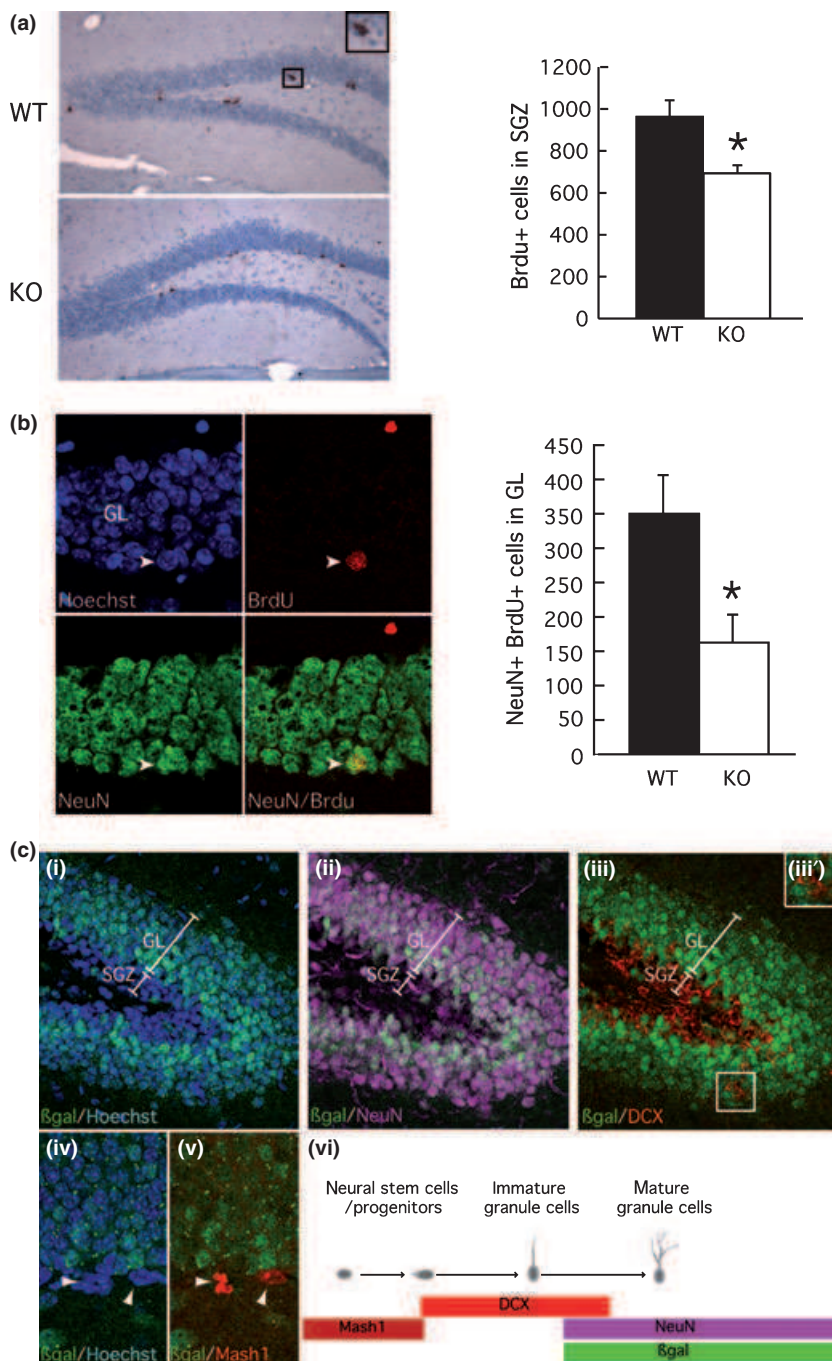 (a)
WT
KO
Brdu+ cells in SGZ
1200
1000
800
600
400
200
0
*
WT KO
(b)
GL
Hoechst
BrdU
NeuN
NeuN/Brdu
NeuN+ BrdU+ cells in GL
450
400
350
300
250
200
150
100
50
0
*
WT KO
(c)
(i)
GL
SGZ
ßgal/Hoechst
(ii)
GL
SGZ
ßgal/NeuN
(iii)
(iii')
GL
SGZ
ßgal/DCX
(iv)
ßgal/Hoechst
(v)
ßgal/Mash1
(vi)
Neural stem cells
/progenitors
Immature
granule cells
Mature
granule cells
DCX
Mash1
NeuN
ßgal